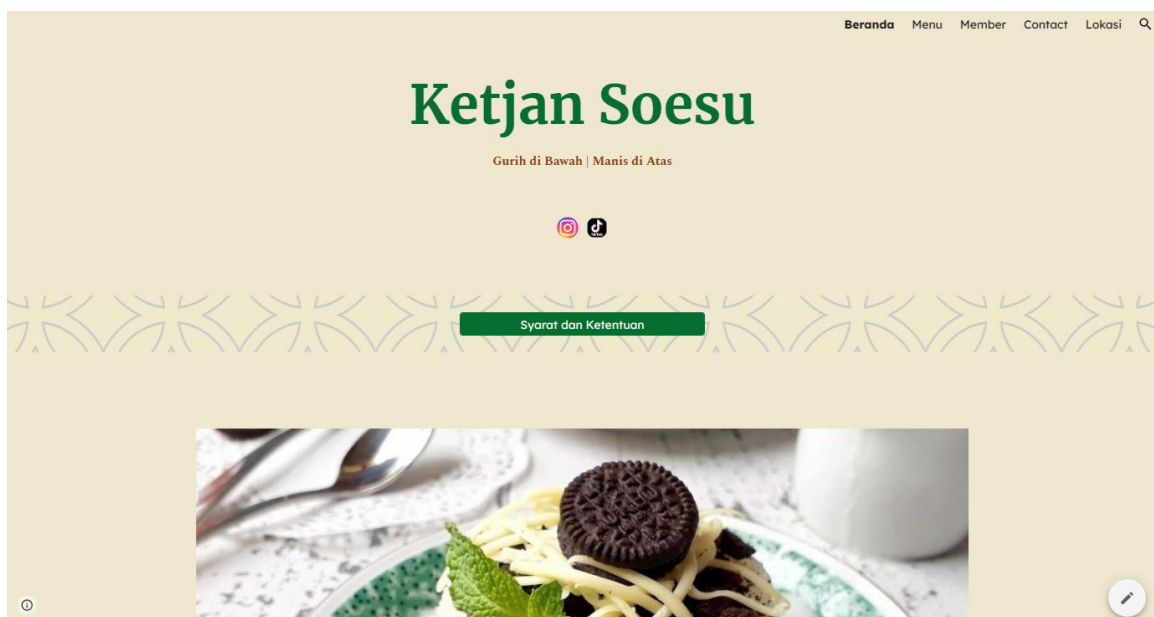 Beranda Menu Member Contact Lokasi
Ketjan Soesu
Gurih di Bawah | Manis di Atas
Syarat dan Ketentuan